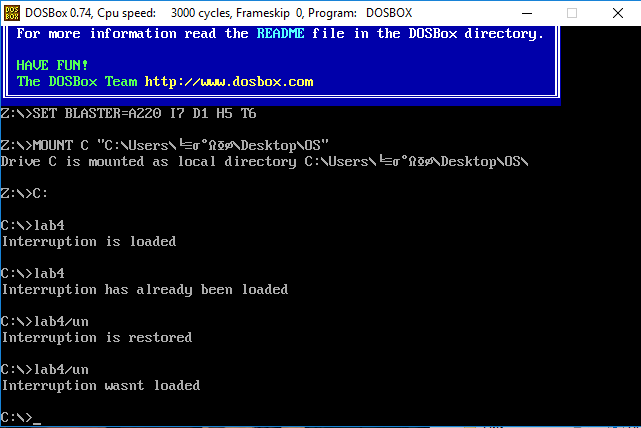 DOSBox 0.74, Cpu speed: 3000 cycles, Frameskip 0, Program: DOSBOX
For more information read the README file in the DOSBox directory.
HAVE FUN!
The DOSBox Team http://www.dosbox.com
Z:\>SET BLASTER=A220 I7 D1 H5 T6
Z:\>MOUNT C "C:\Users\╘≡σ°Ωΰφ\Desktop\OS"
Drive C is mounted as local directory C:\Users\╘≡σ°Ωΰφ\Desktop\OS\
Z:\>C:
C:\>lab4
Interruption is loaded
C:\>lab4
Interruption has already been loaded
C:\>lab4/un
Interruption is restored
C:\>lab4/un
Interruption wasnt loaded
C:\>_